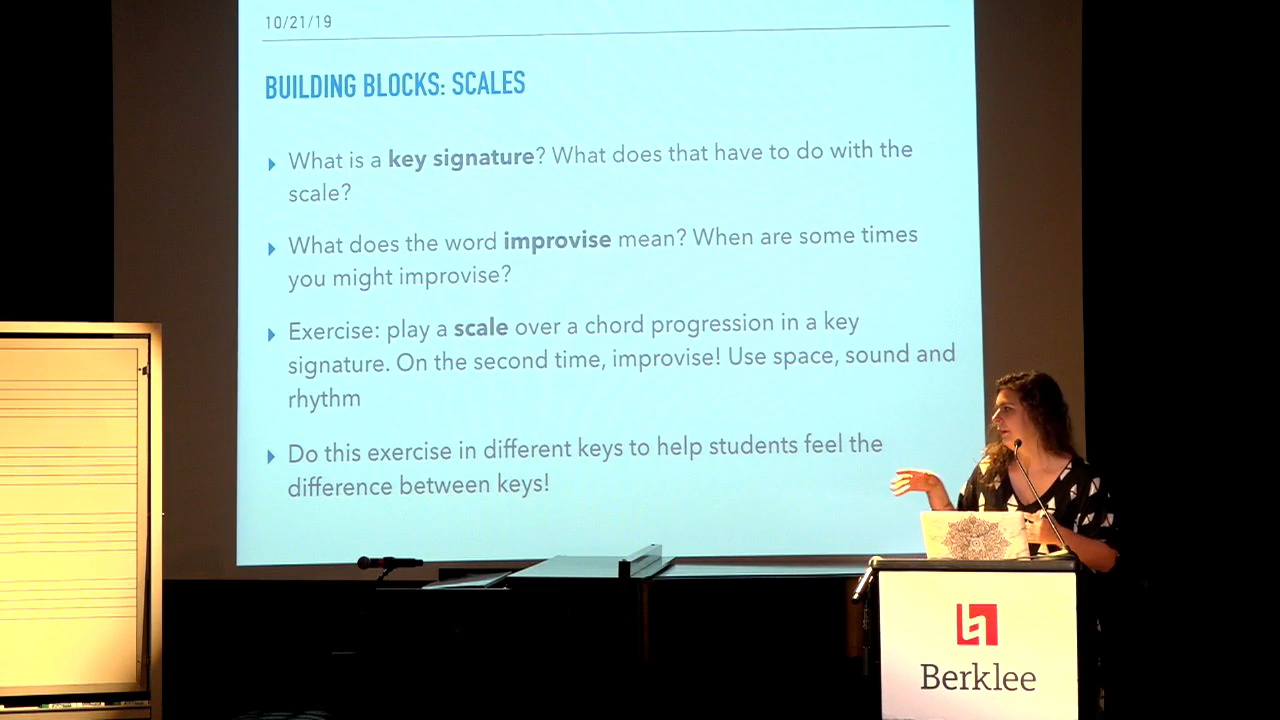 10/21/19
BUILDING BLOCKS: SCALES
What is a key signature? What does that have to do with the
scale?
What does the word improvise mean? When are some times
you might improvise?
Exercise: play a scale over a chord progression in a key
signature. On the second time, improvise! Use space, sound and
rhythm
Do this exercise in different keys to help students feel the
difference between keys!
Berklee